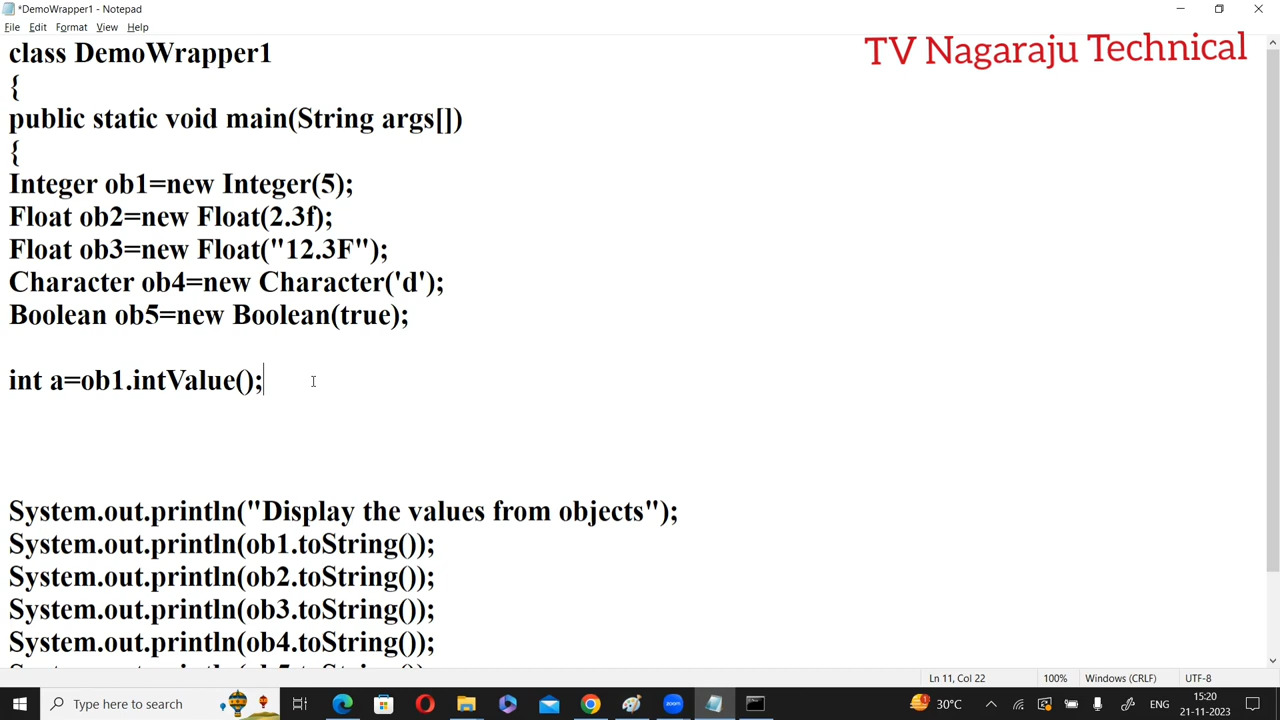 *DemoWrapper1 - Notepad
File Edit Format View Help
TV Nagaraju Technical
class DemoWrapper1
{
public static void main(String args[])
{
Integer ob1=new Integer(5);
Float ob2=new Float(2.3f);
Float ob3=new Float("12.3F");
Character ob4=new Character('d');
Boolean ob5=new Boolean(true);
int a=ob1.intValue();
System.out.println("Display the values from objects");
System.out.println(ob1.toString());
System.out.println(ob2.toString());
System.out.println(ob3.toString());
System.out.println(ob4.toString());
Ln 11, Col 22 100% Windows (CRLF) UTF-8
Type here to search zoom 30°C ENG 15:20
21-11-2023